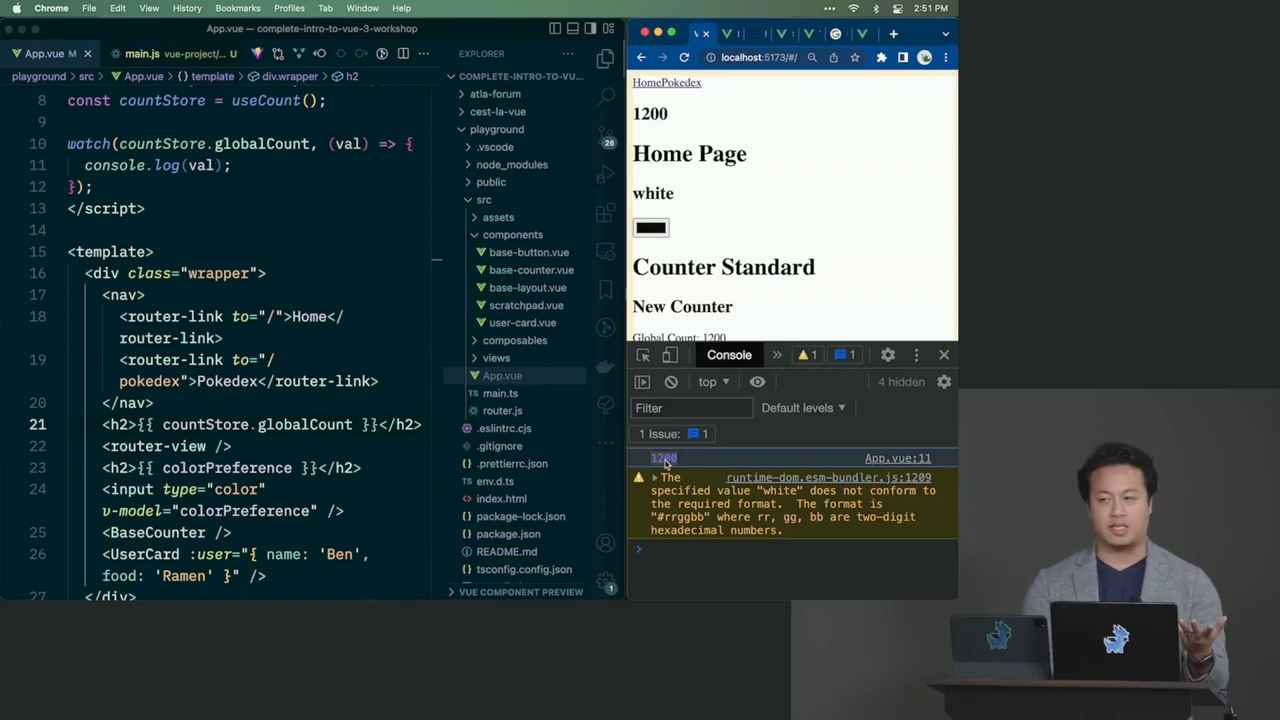 Chrome File Edit View History Bookmarks Profiles Tab Window Help 2:51 PM
App.vue — complete-intro-to-vue-3-workshop
App.vue main.js vue-project/... U
playground > src > App.vue > {} template > div.wrapper > h2
8 const countStore = useCount();
9
10 watch(countStore.globalCount, (val) => {
11 console.log(val);
12 });
13 </script>
14
15 <template>
16 <div class="wrapper">
17 <nav>
18 <router-link to="/">Home</
router-link>
19 <router-link to="/
pokedex">Pokedex</router-link>
20 </nav>
21 <h2>{{ countStore.globalCount }}</h2>
22 <router-view />
23 <h2>{{ colorPreference }}</h2>
24 <input type="color"
v-model="colorPreference" />
25 <BaseCounter />
26 <UserCard :user="{ name: 'Ben',
food: 'Ramen' }" />
27 </div>
EXPLORER
COMPLETE-INTRO-TO-VU...
atla-forum
cest-la-vue
playground
.vscode
node_modules
public
src
assets
components
base-button.vue
base-counter.vue
base-layout.vue
scratchpad.vue
user-card.vue
composables
views
App.vue
main.ts
router.js
.eslintrc.cjs
.gitignore
.prettierrc.json
env.d.ts
index.html
package-lock.json
package.json
README.md
tsconfig.config.json
VUE COMPONENT PREVIEW
26
1
localhost:5173/#/
HomePokedex
1200
Home Page
white
Counter Standard
New Counter
Global Count: 1200
Console 1 1
top 4 hidden
Filter Default levels
1 Issue: 1
1200 App.vue:11
The runtime-dom.esm-bundler.js:1209
specified value "white" does not conform to
the required format. The format is
"#rrggbb" where rr, gg, bb are two-digit
hexadecimal numbers.